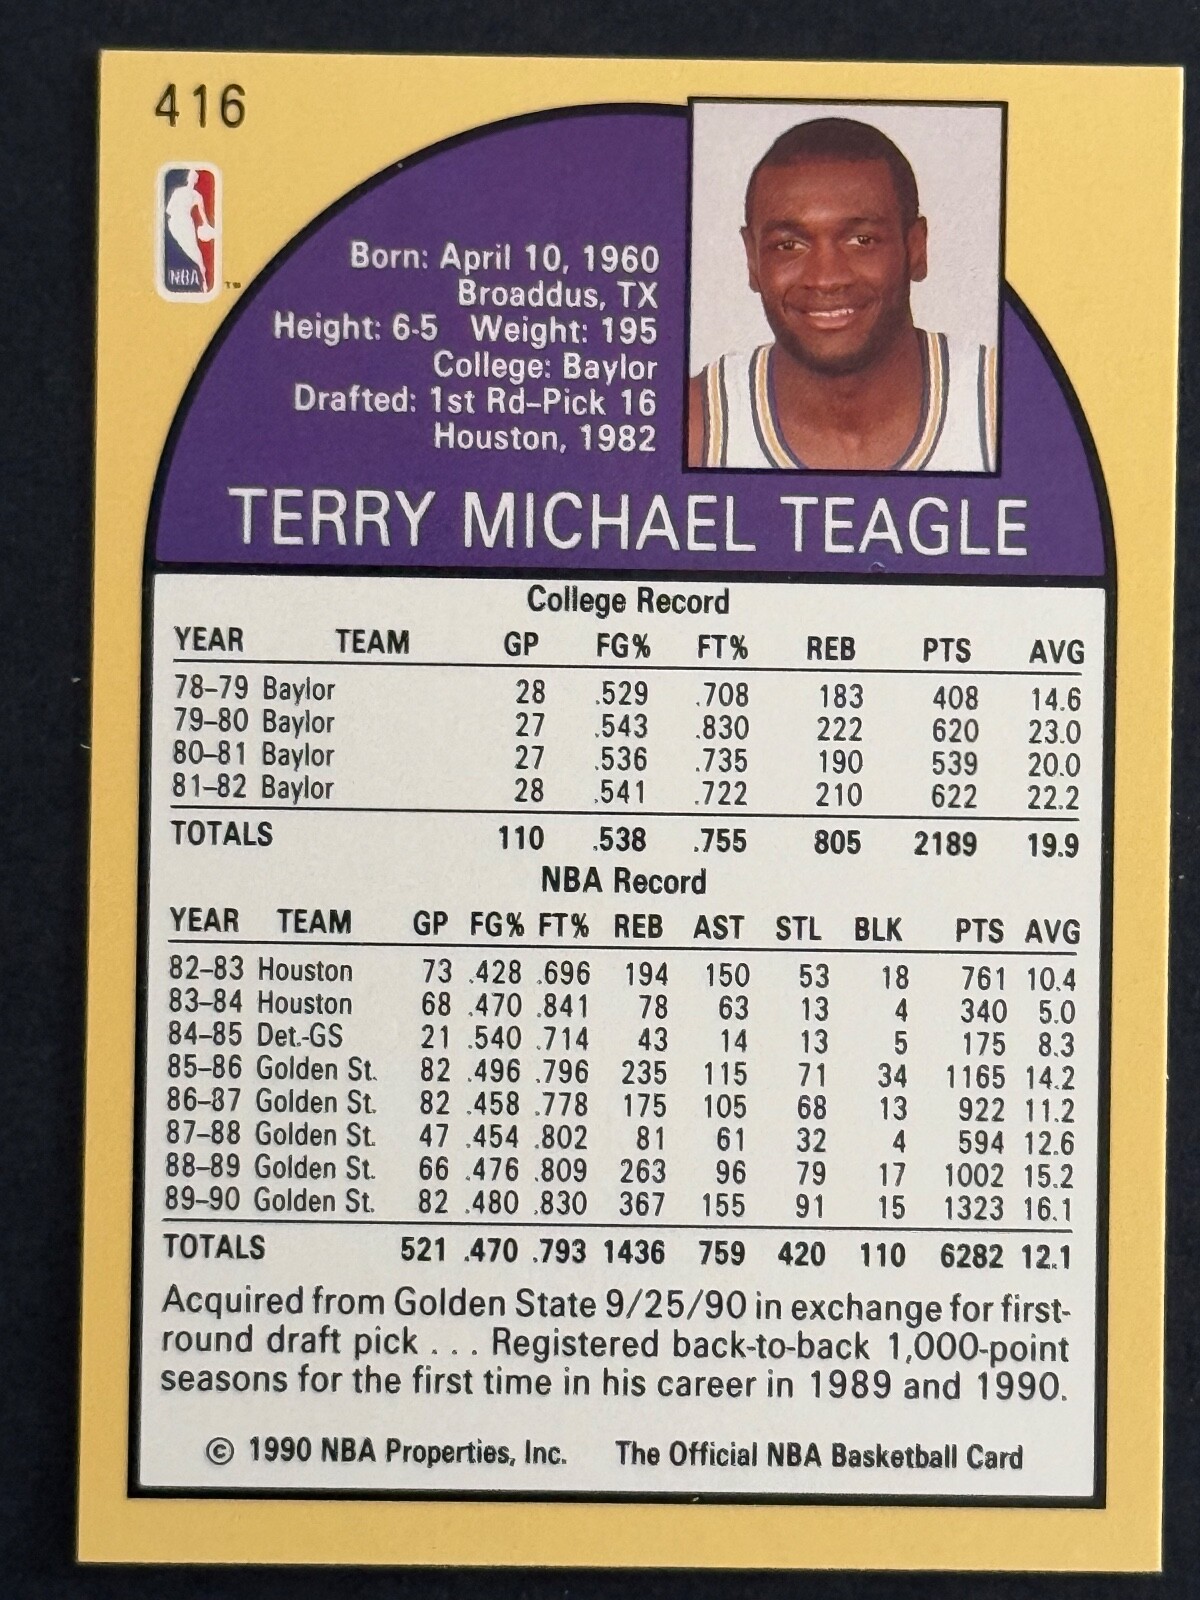 416
NBA
TM
Born: April 10, 1960
Broaddus, TX
Height: 6-5 Weight: 195
College: Baylor
Drafted: 1st Rd-Pick 16
Houston, 1982
TERRY MICHAEL TEAGLE
College Record
YEAR TEAM GP FG% FT% REB PTS AVG
78-79 Baylor 28 .529 .708 183 408 14.6
79-80 Baylor 27 .543 .830 222 620 23.0
80-81 Baylor 27 .536 .735 190 539 20.0
81-82 Baylor 28 .541 .722 210 622 22.2
TOTALS 110 .538 .755 805 2189 19.9
NBA Record
YEAR TEAM GP FG% FT% REB AST STL BLK PTS AVG
82-83 Houston 73 .428 .696 194 150 53 18 761 10.4
83-84 Houston 68 .470 .841 78 63 13 4 340 5.0
84-85 Det.-GS 21 .540 .714 43 14 13 5 175 8.3
85-86 Golden St. 82 .496 .796 235 115 71 34 1165 14.2
86-87 Golden St. 82 .458 .778 175 105 68 13 922 11.2
87-88 Golden St. 47 .454 .802 81 61 32 4 594 12.6
88-89 Golden St. 66 .476 .809 263 96 79 17 1002 15.2
89-90 Golden St. 82 .480 .830 367 155 91 15 1323 16.1
TOTALS 521 .470 .793 1436 759 420 110 6282 12.1
Acquired from Golden State 9/25/90 in exchange for first-
round draft pick . . . Registered back-to-back 1,000-point
seasons for the first time in his career in 1989 and 1990.
© 1990 NBA Properties, Inc. The Official NBA Basketball Card